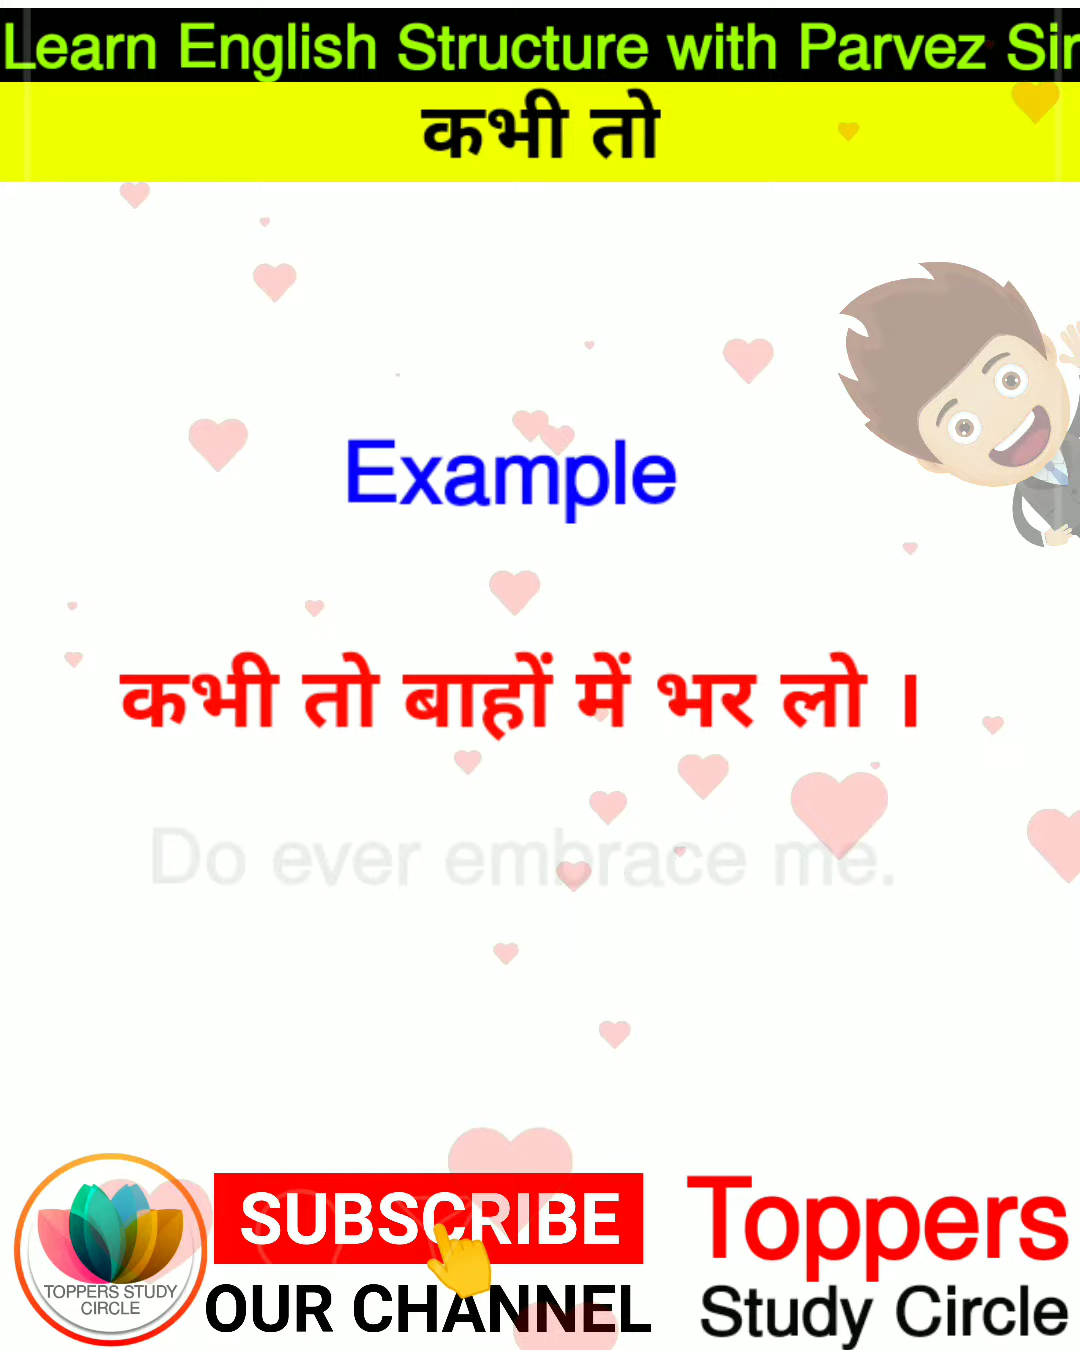 Learn English Structure with Parvez Sir
कभी तो
Example
कभी तो बाहों में भर लो ।
Do ever embrace me.
SUBSCRIBE
OUR CHANNEL
TOPPERS STUDY
CIRCLE
Toppers
Study Circle